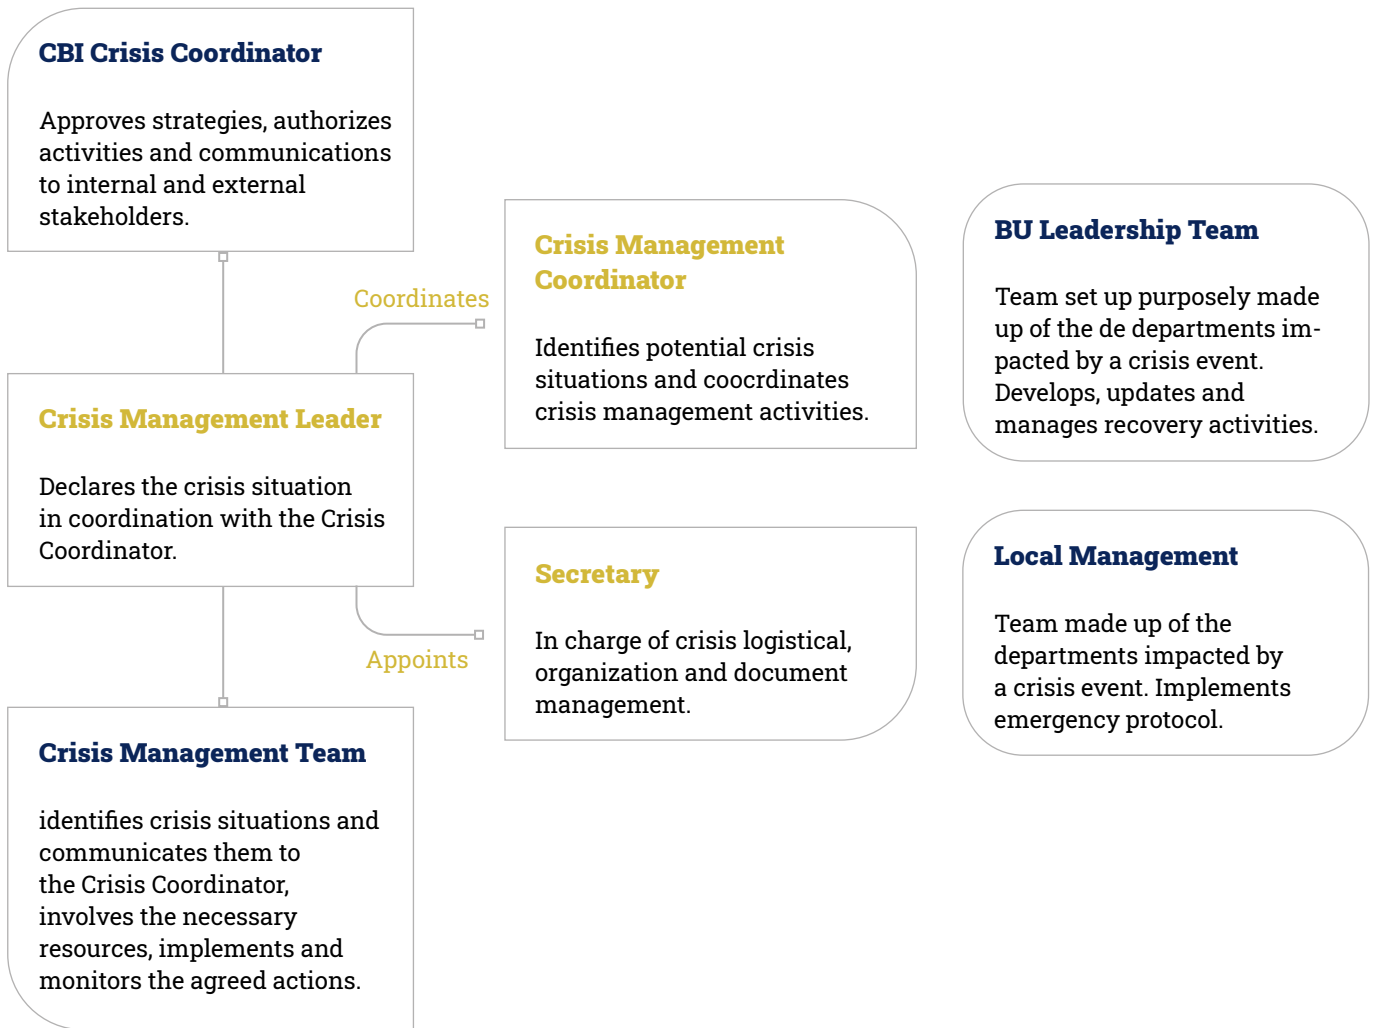 CBI Crisis Coordinator
Approves strategies, authorizes
activities and communications
to internal and external
stakeholders.
Coordinates
Crisis Management Leader
Declares the crisis situation
in coordination with the Crisis
Coordinator.
Appoints
Crisis Management Team
identifies crisis situations and
communicates them to
the Crisis Coordinator,
involves the necessary
resources, implements and
monitors the agreed actions.
Crisis Management
Coordinator
Identifies potential crisis
situations and coocrdinates
crisis management activities.
Secretary
In charge of crisis logistical,
organization and document
management.
BU Leadership Team
Team set up purposely made
up of the de departments im-
pacted by a crisis event.
Develops, updates and
manages recovery activities.
Local Management
Team made up of the
departments impacted by
a crisis event. Implements
emergency protocol.